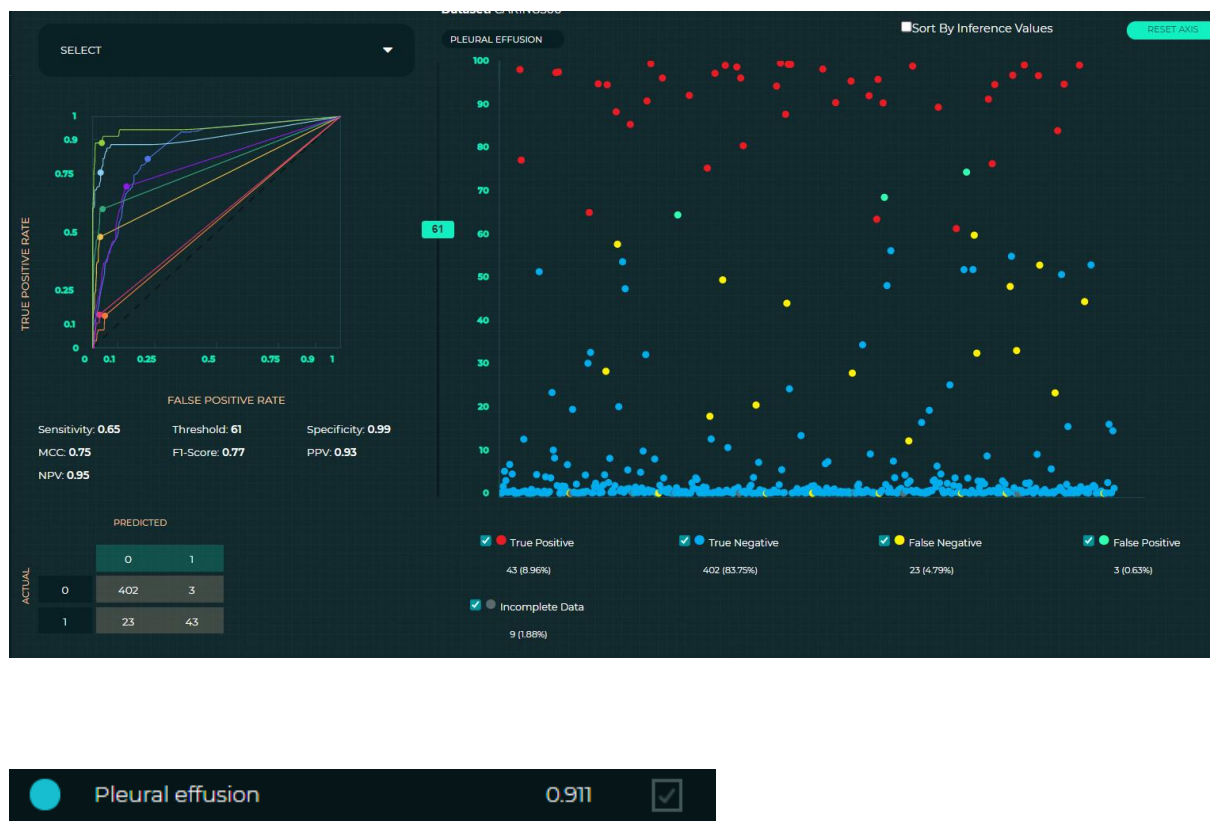 Dataset: CARING500
SELECT
PLEURAL EFFUSION
Sort By Inference Values
RESET AXIS
100
90
80
70
60
50
40
30
20
10
0
61
TRUE POSITIVE RATE
1
0.9
0.75
0.5
0.25
0.1
0
0 0.1 0.25 0.5 0.75 0.9 1
FALSE POSITIVE RATE
Sensitivity: 0.65 Threshold: 61 Specificity: 0.99
MCC: 0.75 F1-Score: 0.77 PPV: 0.93
NPV: 0.95
PREDICTED
0 1
ACTUAL
0 402 3
1 23 43
True Positive True Negative False Negative False Positive
43 (8.96%) 402 (83.75%) 23 (4.79%) 3 (0.63%)
Incomplete Data
9 (1.88%)
Pleural effusion 0.911